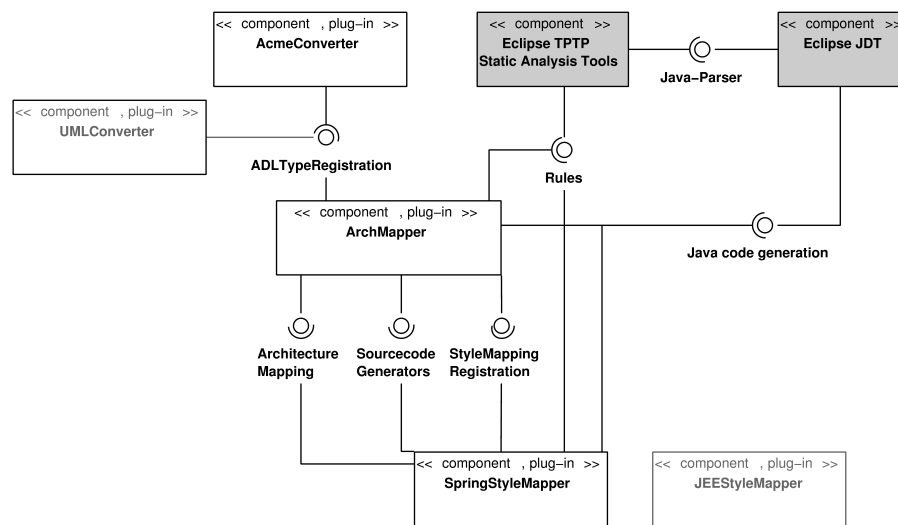 << component , plug-in >>
AcmeConverter
<< component >>
Eclipse TPTP
Static Analysis Tools
<< component >>
Eclipse JDT
Java-Parser
<< component , plug-in >>
UMLConverter
ADLTypeRegistration
Rules
<< component , plug-in >>
ArchMapper
Java code generation
Architecture
Mapping
Sourcecode
Generators
StyleMapping
Registration
<< component , plug-in >>
SpringStyleMapper
<< component , plug-in >>
JEEStyleMapper